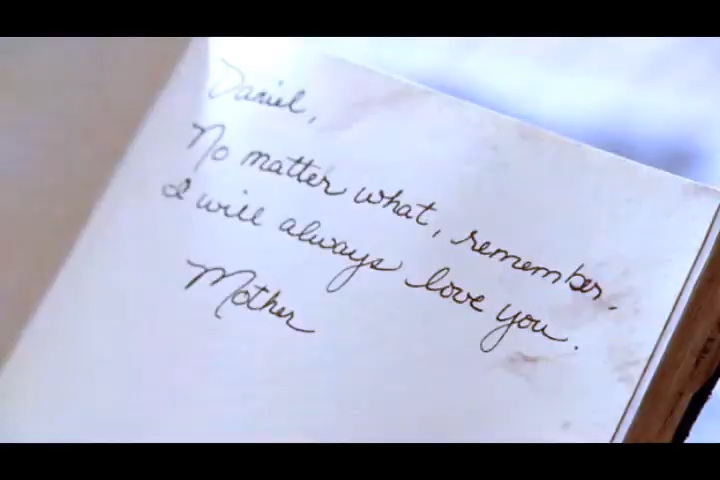 Daniel,
No matter what, remember,
I will always love you.
Mother